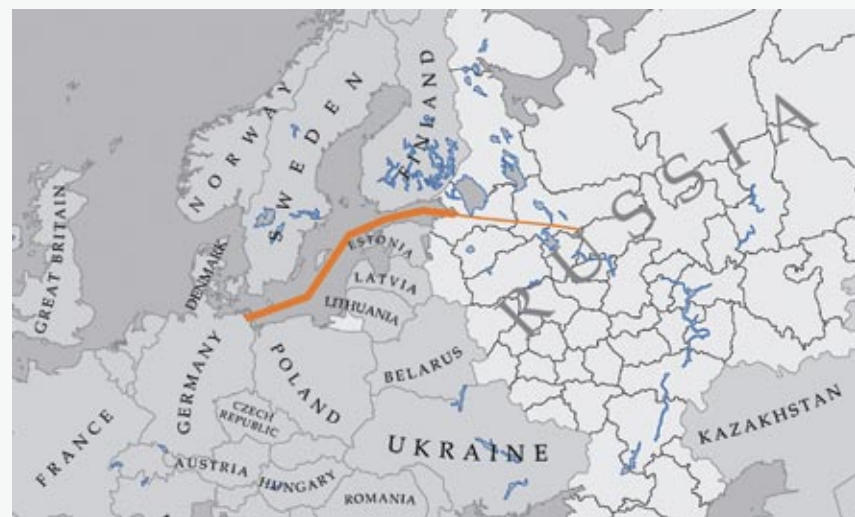 NORWAY
SWEDEN
FINLAND
RUSSIA
GREAT BRITAIN
DENMARK
ESTONIA
LATVIA
LITHUANIA
GERMANY
POLAND
BELARUS
CZECH
REPUBLIC
FRANCE
UKRAINE
KAZAKHSTAN
AUSTRIA
HUNGARY
ROMANIA